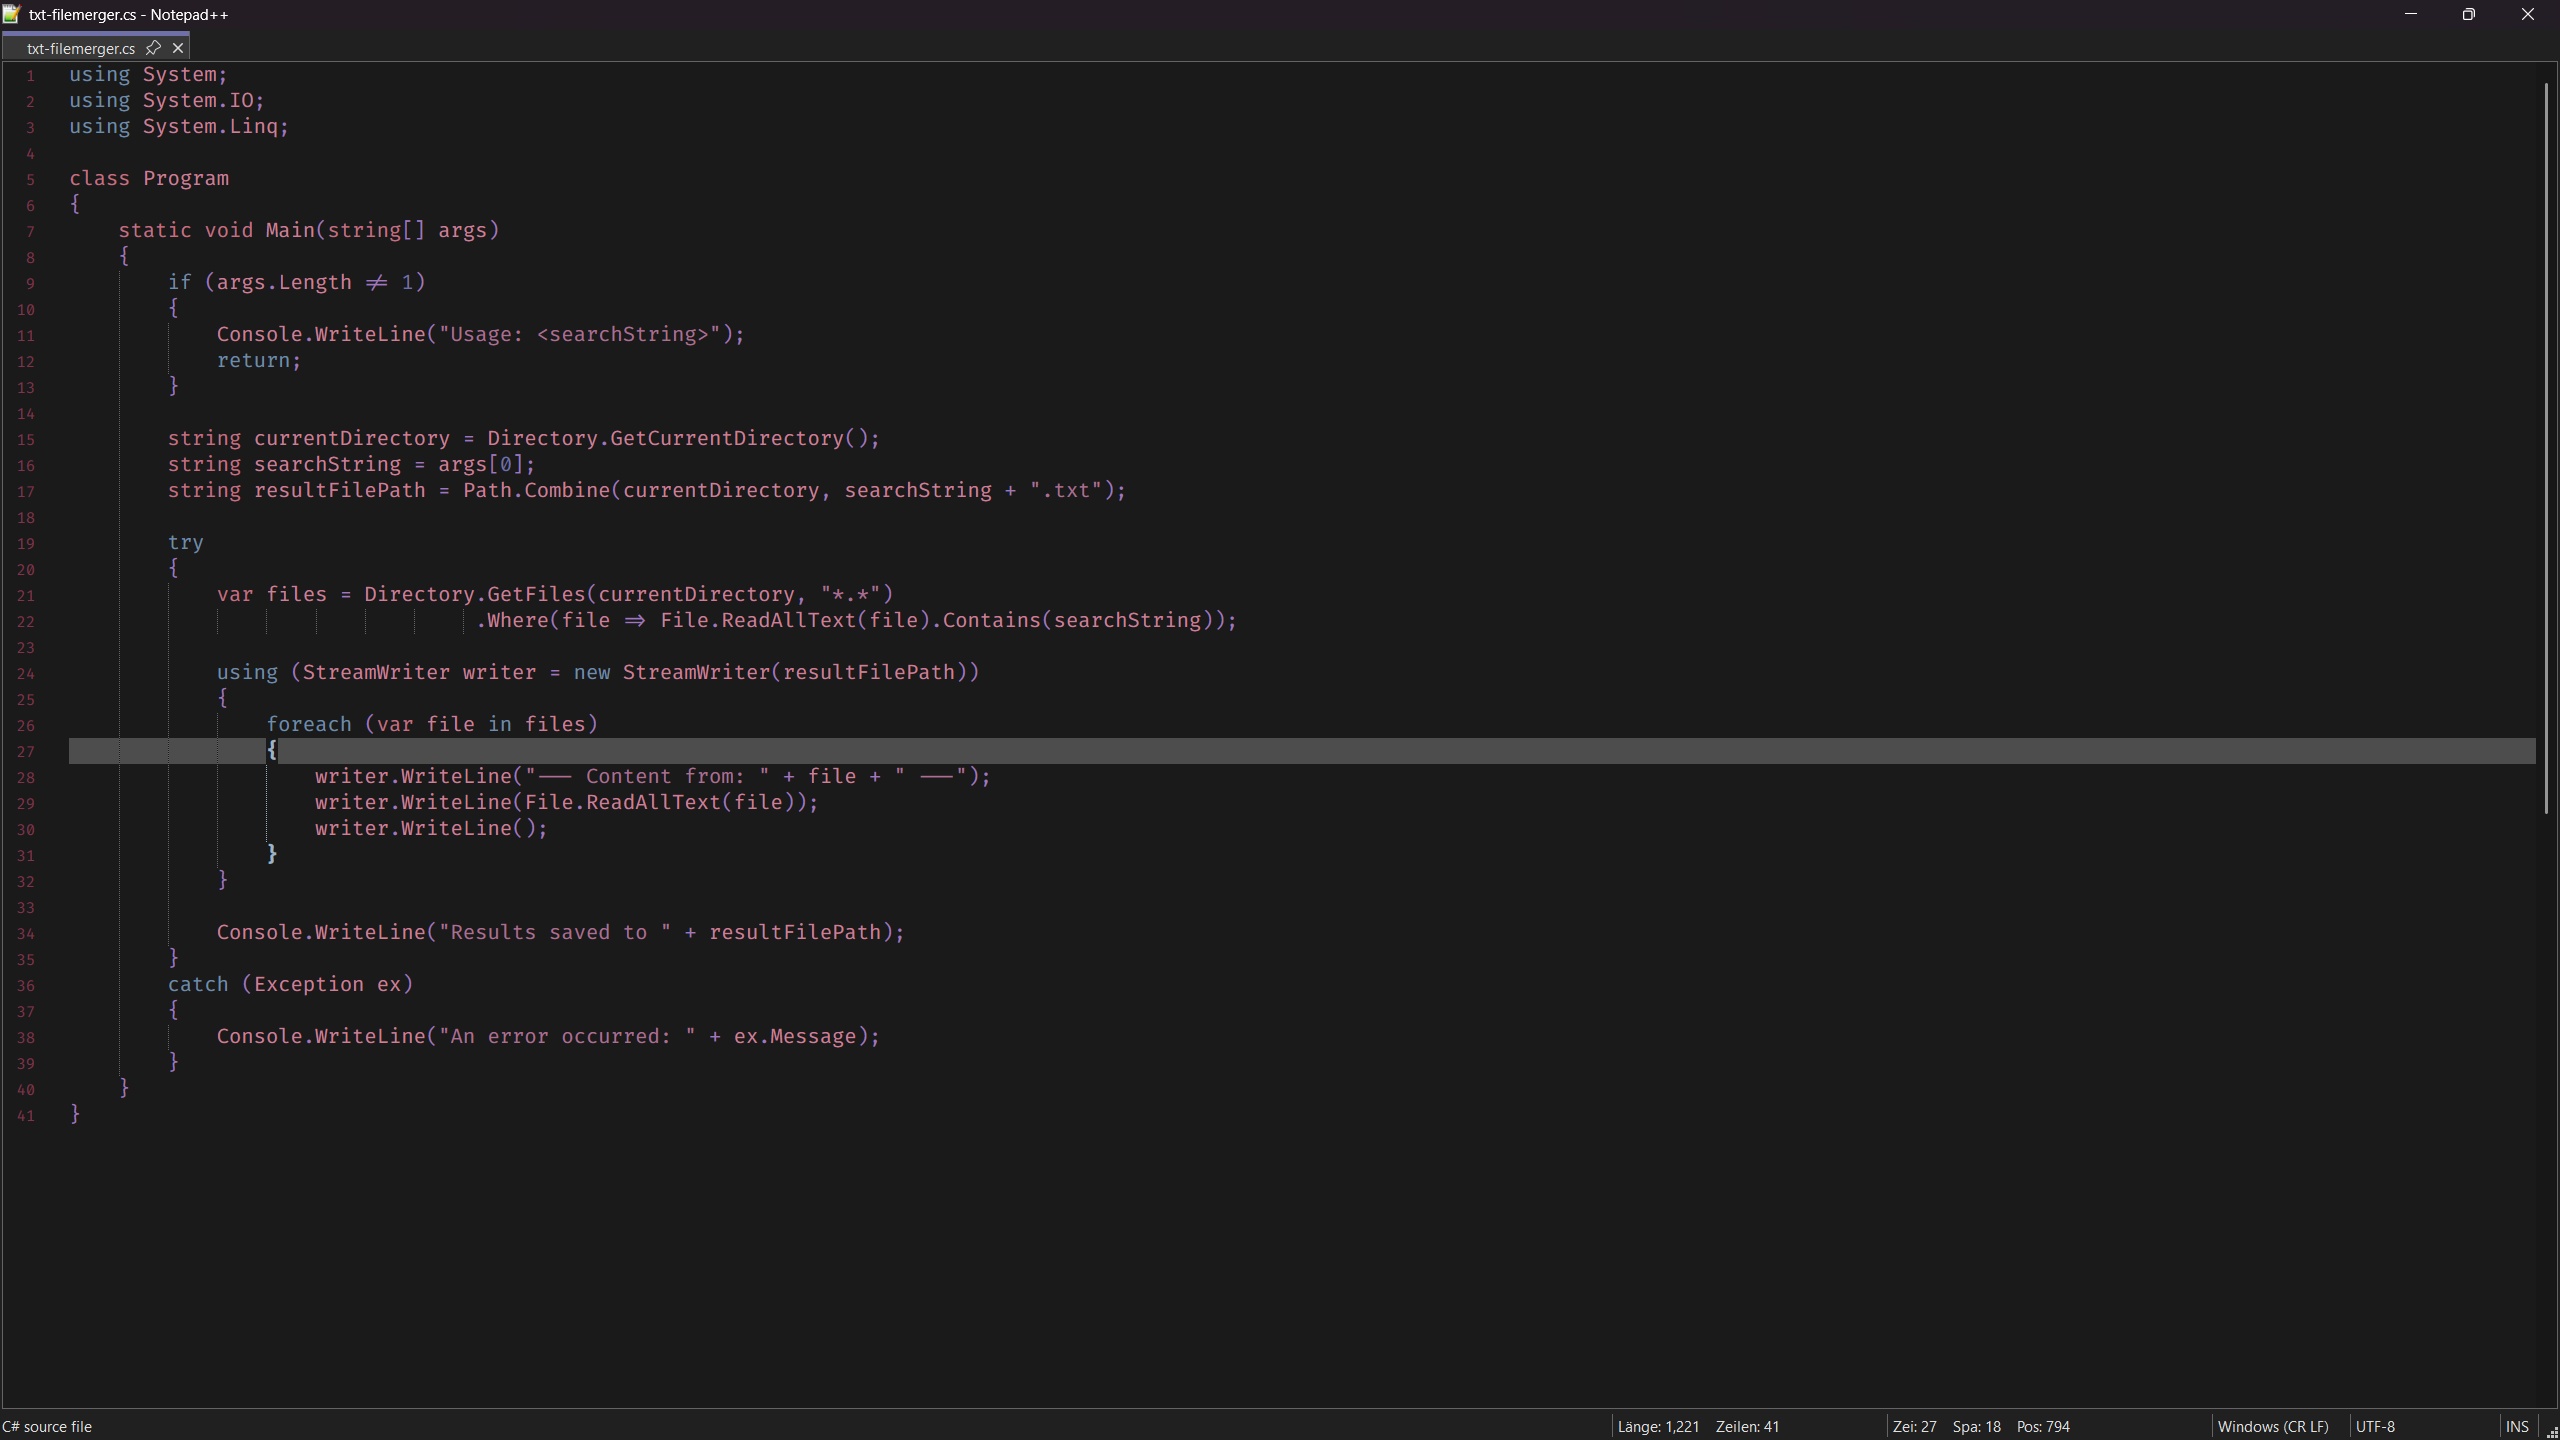 txt-filemerger.cs - Notepad++
txt-filemerger.cs
1 using System;
2 using System.IO;
3 using System.Linq;
4
5 class Program
6 {
7     static void Main(string[] args)
8     {
9         if (args.Length != 1)
10         {
11             Console.WriteLine("Usage: <searchString>");
12             return;
13         }
14
15         string currentDirectory = Directory.GetCurrentDirectory();
16         string searchString = args[0];
17         string resultFilePath = Path.Combine(currentDirectory, searchString + ".txt");
18
19         try
20         {
21             var files = Directory.GetFiles(currentDirectory, "*.*")
22                                  .Where(file => File.ReadAllText(file).Contains(searchString));
23
24             using (StreamWriter writer = new StreamWriter(resultFilePath))
25             {
26                 foreach (var file in files)
27                 {
28                     writer.WriteLine("--- Content from: " + file + " ---");
29                     writer.WriteLine(File.ReadAllText(file));
30                     writer.WriteLine();
31                 }
32             }
33
34             Console.WriteLine("Results saved to " + resultFilePath);
35         }
36         catch (Exception ex)
37         {
38             Console.WriteLine("An error occurred: " + ex.Message);
39         }
40     }
41 }
C# source file Länge: 1,221 Zeilen: 41 Zei: 27 Spa: 18 Pos: 794 Windows (CR LF) UTF-8 INS